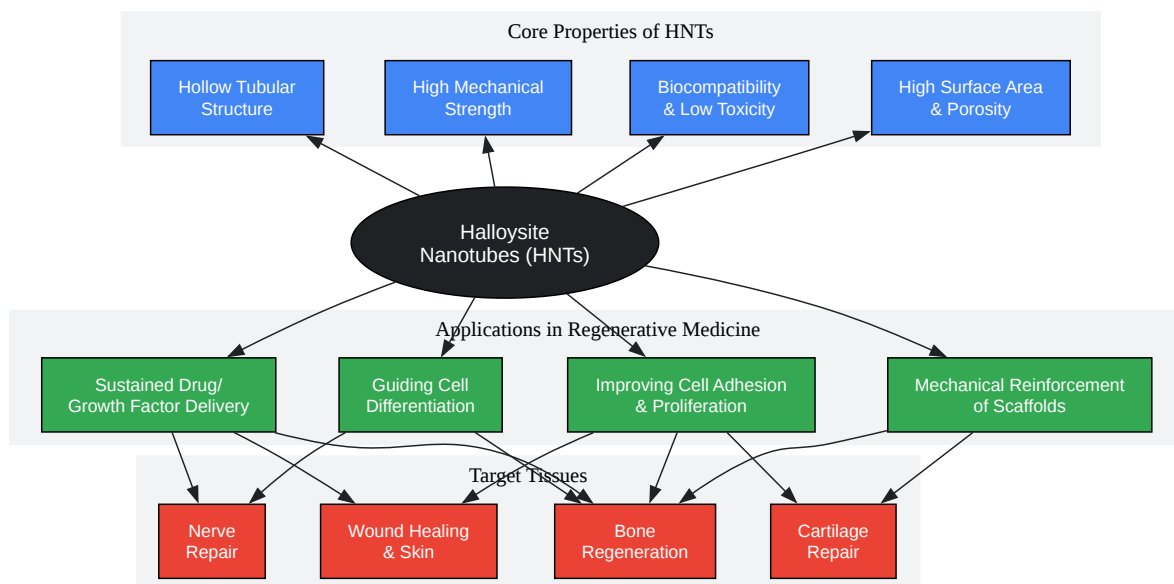 Core Properties of HNTs
Hollow Tubular
Structure
High Mechanical
Strength
Biocompatibility
& Low Toxicity
High Surface Area
& Porosity
Halloysite
Nanotubes (HNTs)
Applications in Regenerative Medicine
Sustained Drug/
Growth Factor Delivery
Guiding Cell
Differentiation
Improving Cell Adhesion
& Proliferation
Mechanical Reinforcement
of Scaffolds
Target Tissues
Nerve
Repair
Wound Healing
& Skin
Bone
Regeneration
Cartilage
Repair